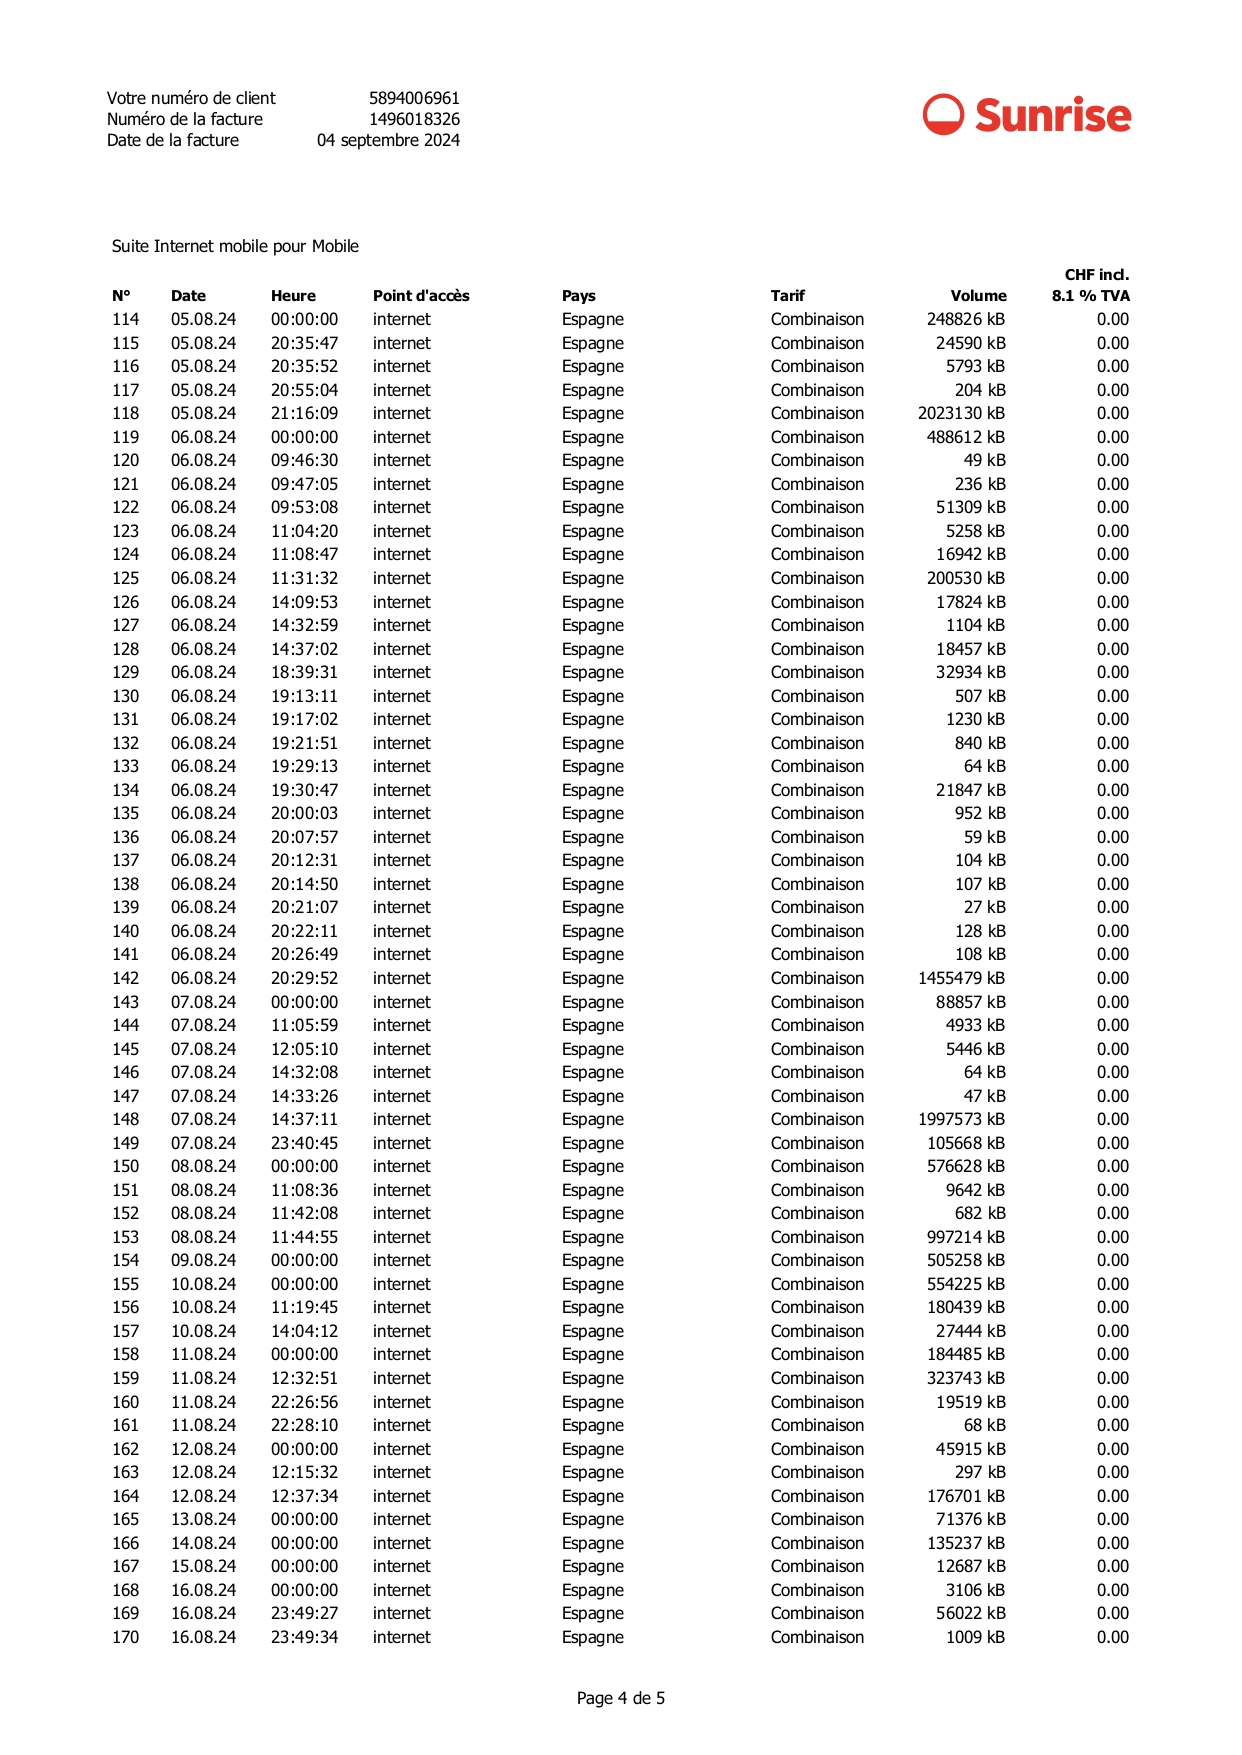 Votre numéro de client 5894006961
Numéro de la facture 1496018326
Date de la facture 04 septembre 2024
Sunrise
Suite Internet mobile pour Mobile
CHF incl.
N° Date Heure Point d'accès Pays Tarif Volume 8.1 % TVA
114 05.08.24 00:00:00 internet Espagne Combinaison 248826 kB 0.00
115 05.08.24 20:35:47 internet Espagne Combinaison 24590 kB 0.00
116 05.08.24 20:35:52 internet Espagne Combinaison 5793 kB 0.00
117 05.08.24 20:55:04 internet Espagne Combinaison 204 kB 0.00
118 05.08.24 21:16:09 internet Espagne Combinaison 2023130 kB 0.00
119 06.08.24 00:00:00 internet Espagne Combinaison 488612 kB 0.00
120 06.08.24 09:46:30 internet Espagne Combinaison 49 kB 0.00
121 06.08.24 09:47:05 internet Espagne Combinaison 236 kB 0.00
122 06.08.24 09:53:08 internet Espagne Combinaison 51309 kB 0.00
123 06.08.24 11:04:20 internet Espagne Combinaison 5258 kB 0.00
124 06.08.24 11:08:47 internet Espagne Combinaison 16942 kB 0.00
125 06.08.24 11:31:32 internet Espagne Combinaison 200530 kB 0.00
126 06.08.24 14:09:53 internet Espagne Combinaison 17824 kB 0.00
127 06.08.24 14:32:59 internet Espagne Combinaison 1104 kB 0.00
128 06.08.24 14:37:02 internet Espagne Combinaison 18457 kB 0.00
129 06.08.24 18:39:31 internet Espagne Combinaison 32934 kB 0.00
130 06.08.24 19:13:11 internet Espagne Combinaison 507 kB 0.00
131 06.08.24 19:17:02 internet Espagne Combinaison 1230 kB 0.00
132 06.08.24 19:21:51 internet Espagne Combinaison 840 kB 0.00
133 06.08.24 19:29:13 internet Espagne Combinaison 64 kB 0.00
134 06.08.24 19:30:47 internet Espagne Combinaison 21847 kB 0.00
135 06.08.24 20:00:03 internet Espagne Combinaison 952 kB 0.00
136 06.08.24 20:07:57 internet Espagne Combinaison 59 kB 0.00
137 06.08.24 20:12:31 internet Espagne Combinaison 104 kB 0.00
138 06.08.24 20:14:50 internet Espagne Combinaison 107 kB 0.00
139 06.08.24 20:21:07 internet Espagne Combinaison 27 kB 0.00
140 06.08.24 20:22:11 internet Espagne Combinaison 128 kB 0.00
141 06.08.24 20:26:49 internet Espagne Combinaison 108 kB 0.00
142 06.08.24 20:29:52 internet Espagne Combinaison 1455479 kB 0.00
143 07.08.24 00:00:00 internet Espagne Combinaison 88857 kB 0.00
144 07.08.24 11:05:59 internet Espagne Combinaison 4933 kB 0.00
145 07.08.24 12:05:10 internet Espagne Combinaison 5446 kB 0.00
146 07.08.24 14:32:08 internet Espagne Combinaison 64 kB 0.00
147 07.08.24 14:33:26 internet Espagne Combinaison 47 kB 0.00
148 07.08.24 14:37:11 internet Espagne Combinaison 1997573 kB 0.00
149 07.08.24 23:40:45 internet Espagne Combinaison 105668 kB 0.00
150 08.08.24 00:00:00 internet Espagne Combinaison 576628 kB 0.00
151 08.08.24 11:08:36 internet Espagne Combinaison 9642 kB 0.00
152 08.08.24 11:42:08 internet Espagne Combinaison 682 kB 0.00
153 08.08.24 11:44:55 internet Espagne Combinaison 997214 kB 0.00
154 09.08.24 00:00:00 internet Espagne Combinaison 505258 kB 0.00
155 10.08.24 00:00:00 internet Espagne Combinaison 554225 kB 0.00
156 10.08.24 11:19:45 internet Espagne Combinaison 180439 kB 0.00
157 10.08.24 14:04:12 internet Espagne Combinaison 27444 kB 0.00
158 11.08.24 00:00:00 internet Espagne Combinaison 184485 kB 0.00
159 11.08.24 12:32:51 internet Espagne Combinaison 323743 kB 0.00
160 11.08.24 22:26:56 internet Espagne Combinaison 19519 kB 0.00
161 11.08.24 22:28:10 internet Espagne Combinaison 68 kB 0.00
162 12.08.24 00:00:00 internet Espagne Combinaison 45915 kB 0.00
163 12.08.24 12:15:32 internet Espagne Combinaison 297 kB 0.00
164 12.08.24 12:37:34 internet Espagne Combinaison 176701 kB 0.00
165 13.08.24 00:00:00 internet Espagne Combinaison 71376 kB 0.00
166 14.08.24 00:00:00 internet Espagne Combinaison 135237 kB 0.00
167 15.08.24 00:00:00 internet Espagne Combinaison 12687 kB 0.00
168 16.08.24 00:00:00 internet Espagne Combinaison 3106 kB 0.00
169 16.08.24 23:49:27 internet Espagne Combinaison 56022 kB 0.00
170 16.08.24 23:49:34 internet Espagne Combinaison 1009 kB 0.00
Page 4 de 5